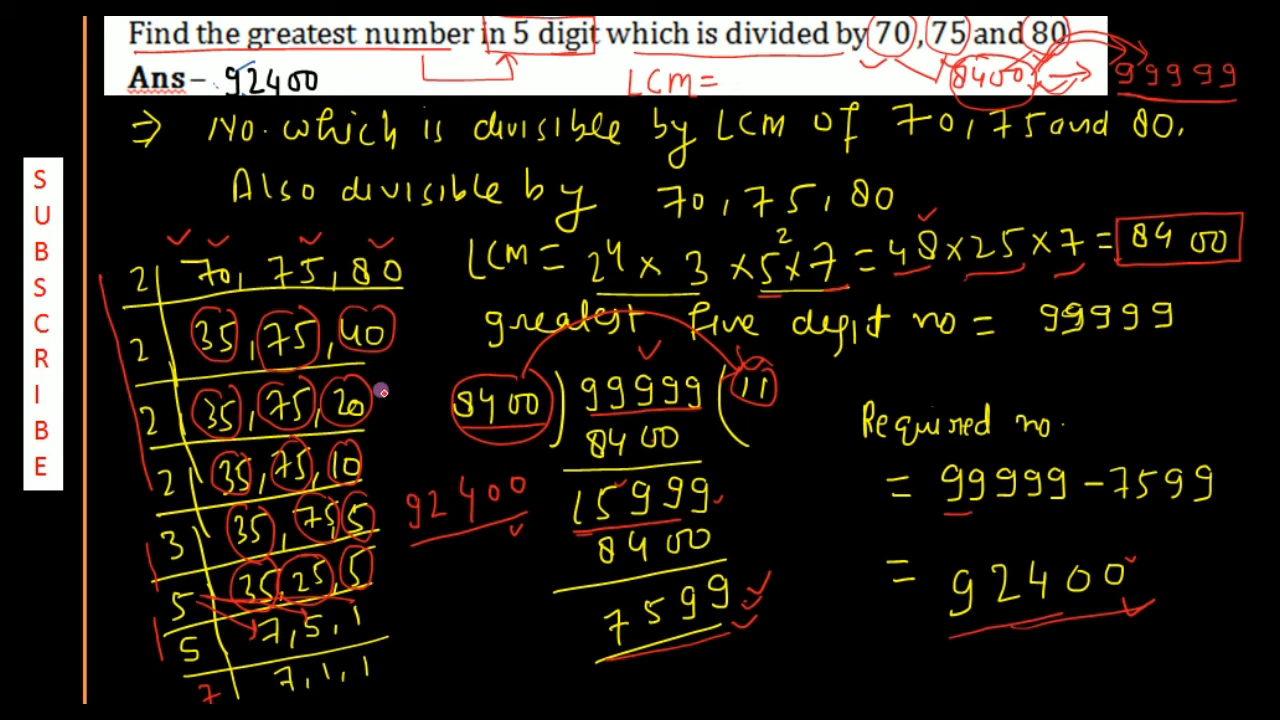 Find the greatest number in 5 digit which is divided by 70, 75 and 80
Ans – 92400
LCM =
8400
99999
⇒ No. which is divisible by LCM of 70, 75 and 80.
Also divisible by 70, 75, 80
LCM = 2⁴ × 3 × 5² × 7 = 48 × 25 × 7 = 8400
greatest five degit no = 99999
2| 70, 75, 80
2 | 35, 75, 40
2 | 35, 75, 20
2 | 35, 75, 10
3 | 35, 75, 5
5 | 35, 25, 5
5 | 7, 5, 1
7 | 7, 1, 1
8400 ) 99999 ( 11
8400
15999
8400
7599
92400
Required no.
= 99999 - 7599
= 92400
SUBSCRIBE